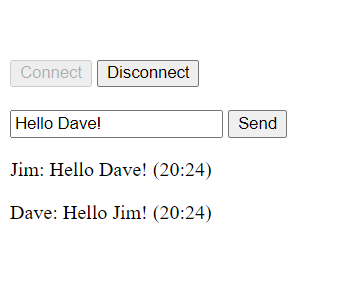 Connect Disconnect
Hello Dave! Send
Jim: Hello Dave! (20:24)
Dave: Hello Jim! (20:24)